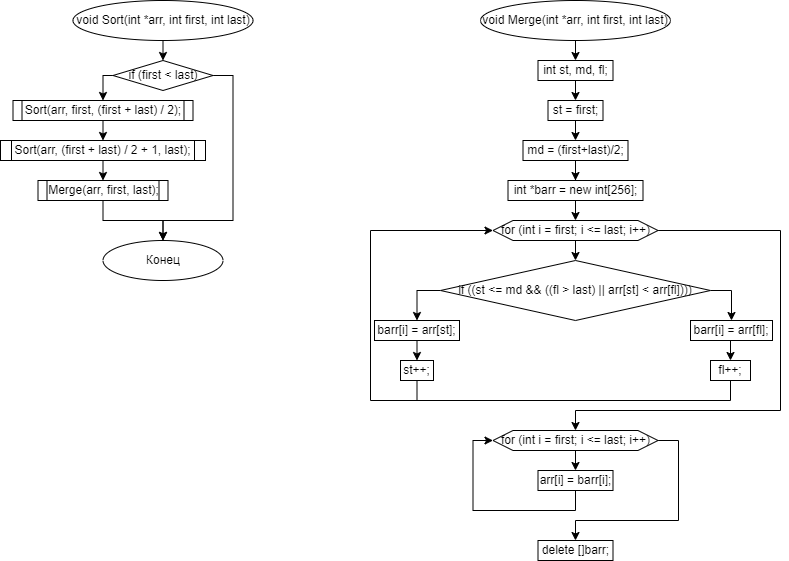 void Sort(int *arr, int first, int last)
if (first < last)
Sort(arr, first, (first + last) / 2);
Sort(arr, (first + last) / 2 + 1, last);
Merge(arr, first, last);
Конец
void Merge(int *arr, int first, int last)
int st, md, fl;
st = first;
md = (first+last)/2;
int *barr = new int[256];
for (int i = first; i <= last; i++)
if ((st <= md && ((fl > last) || arr[st] < arr[fl])))
barr[i] = arr[st];
st++;
barr[i] = arr[fl];
fl++;
for (int i = first; i <= last; i++)
arr[i] = barr[i];
delete []barr;